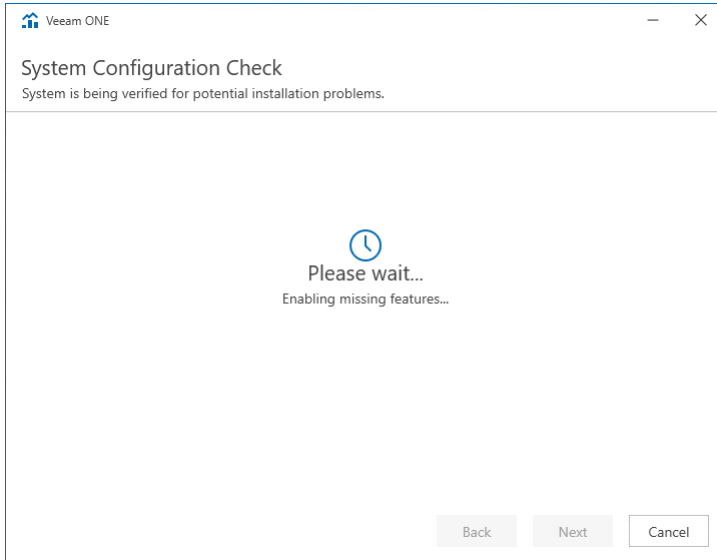 Veeam ONE
System Configuration Check
System is being verified for potential installation problems.
Please wait...
Enabling missing features...
Back
Next
Cancel